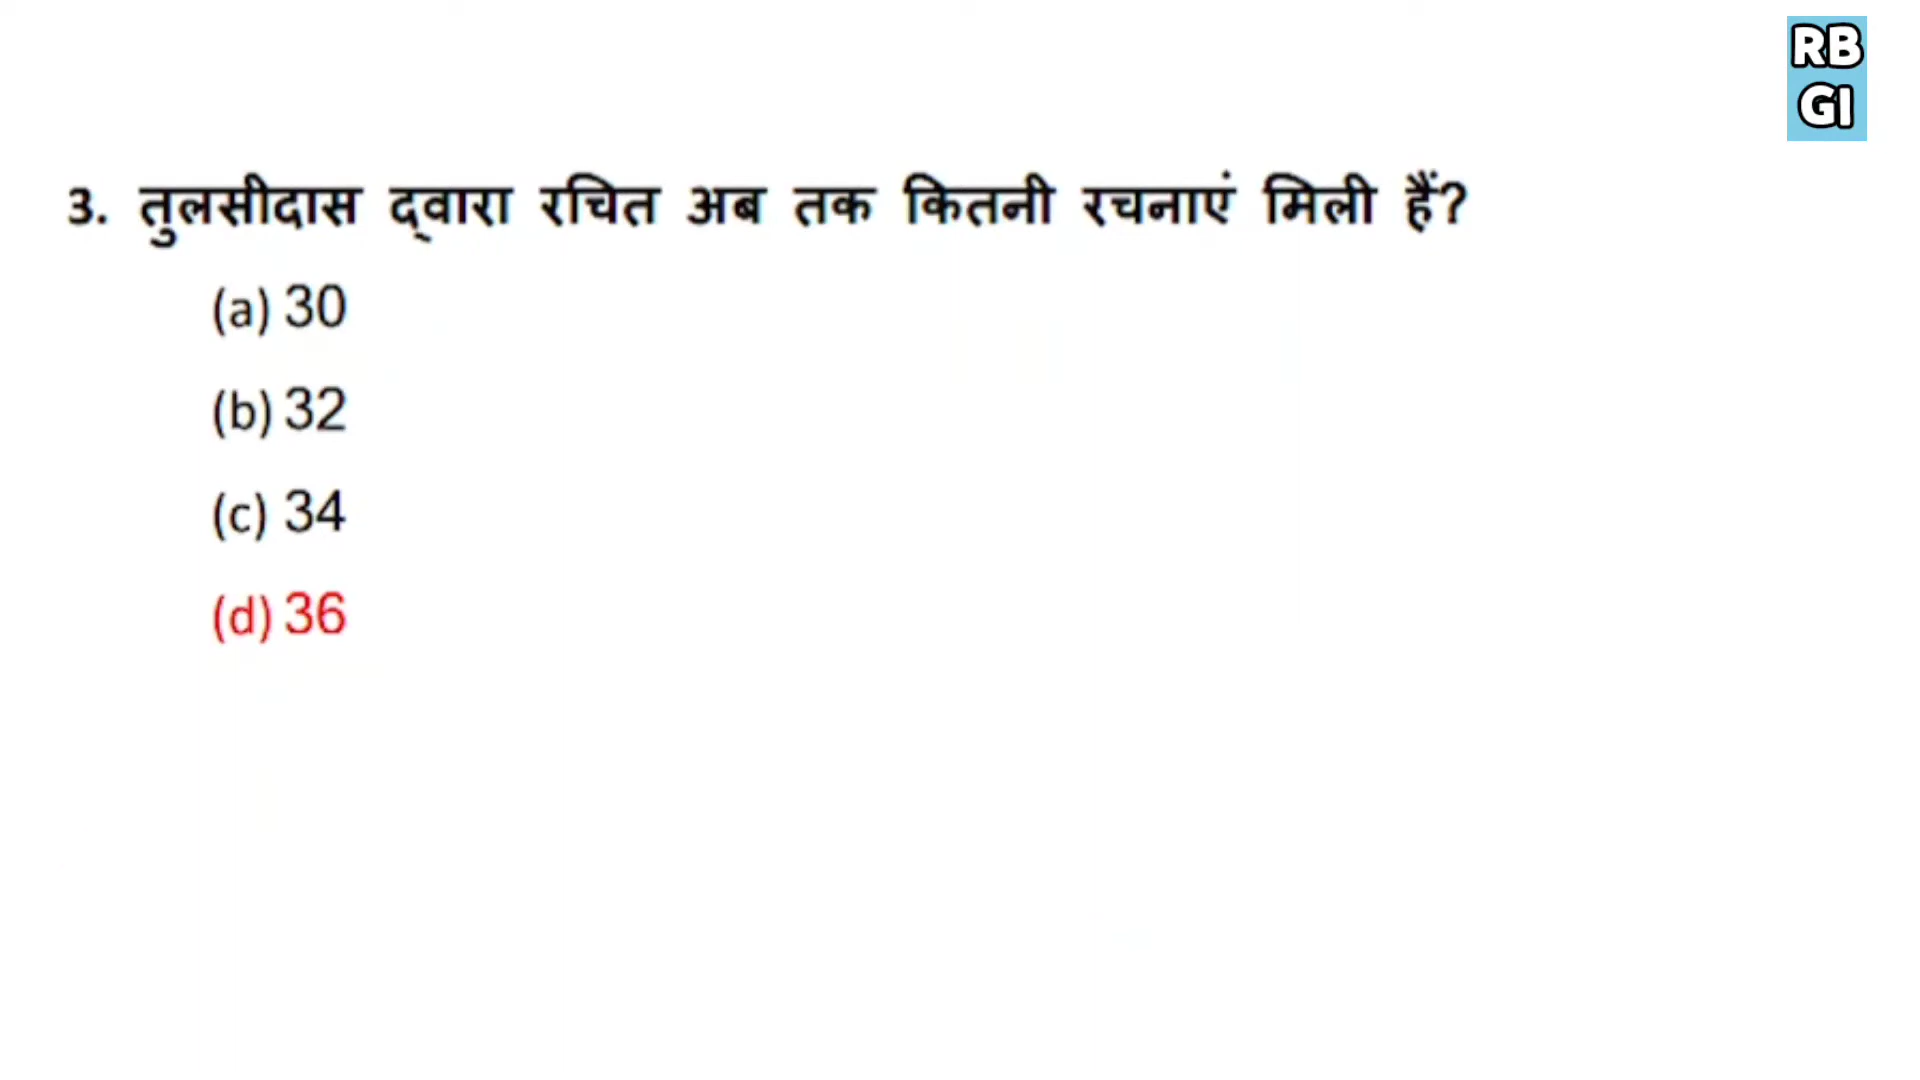 RB
GI
3. तुलसीदास द्वारा रचित अब तक कितनी रचनाएं मिली हैं?
(a) 30
(b) 32
(c) 34
(d) 36